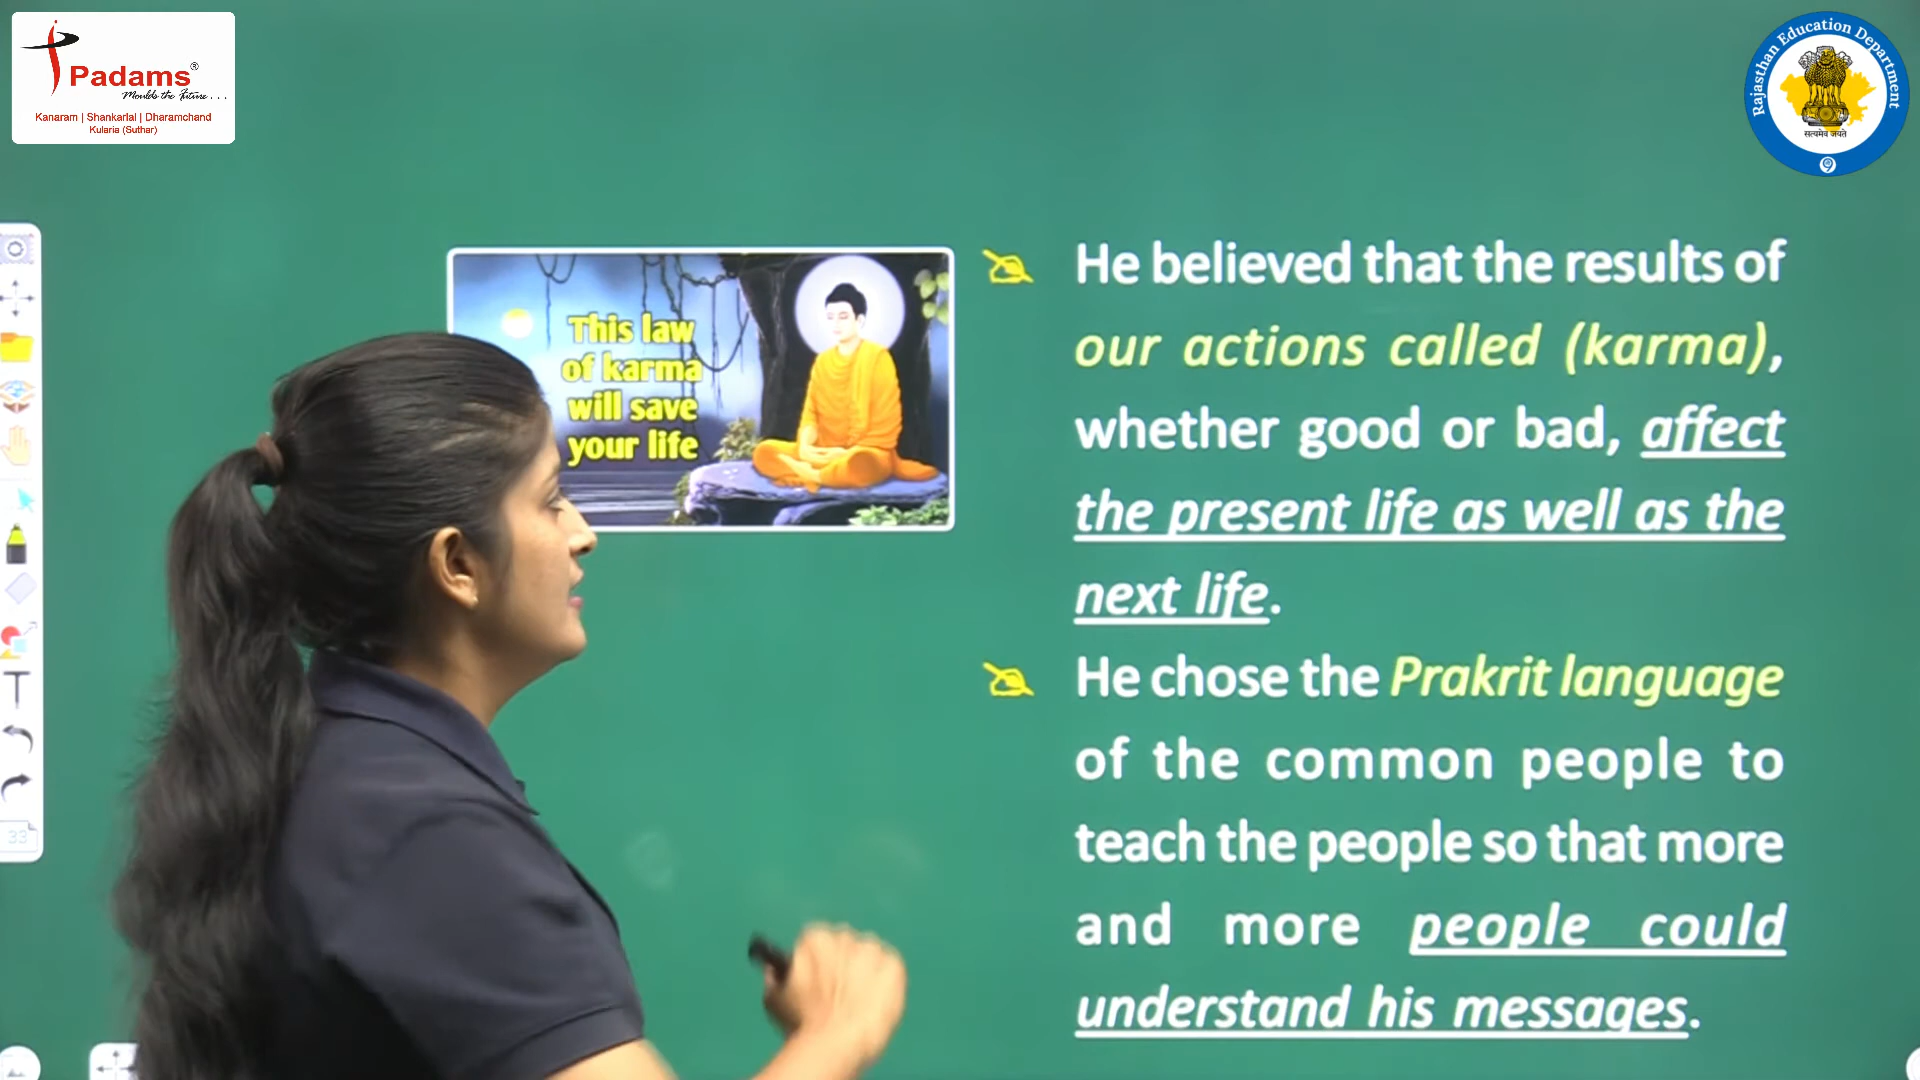 Padams®
Moulds the Future . . .
Kanaram | Shankarlal | Dharamchand
Kularia (Suthar)
Rajasthan Education Department
सत्यमेव जयते
This law
of karma
will save
your life
He believed that the results of
our actions called (karma),
whether good or bad, affect
the present life as well as the
next life.
He chose the Prakrit language
of the common people to
teach the people so that more
and more people could
understand his messages.
T
33